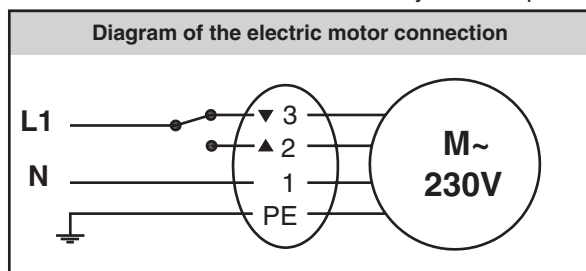 Diagram of the electric motor connection
L1
▼ 3
▲ 2
N
1
PE
M~
230V